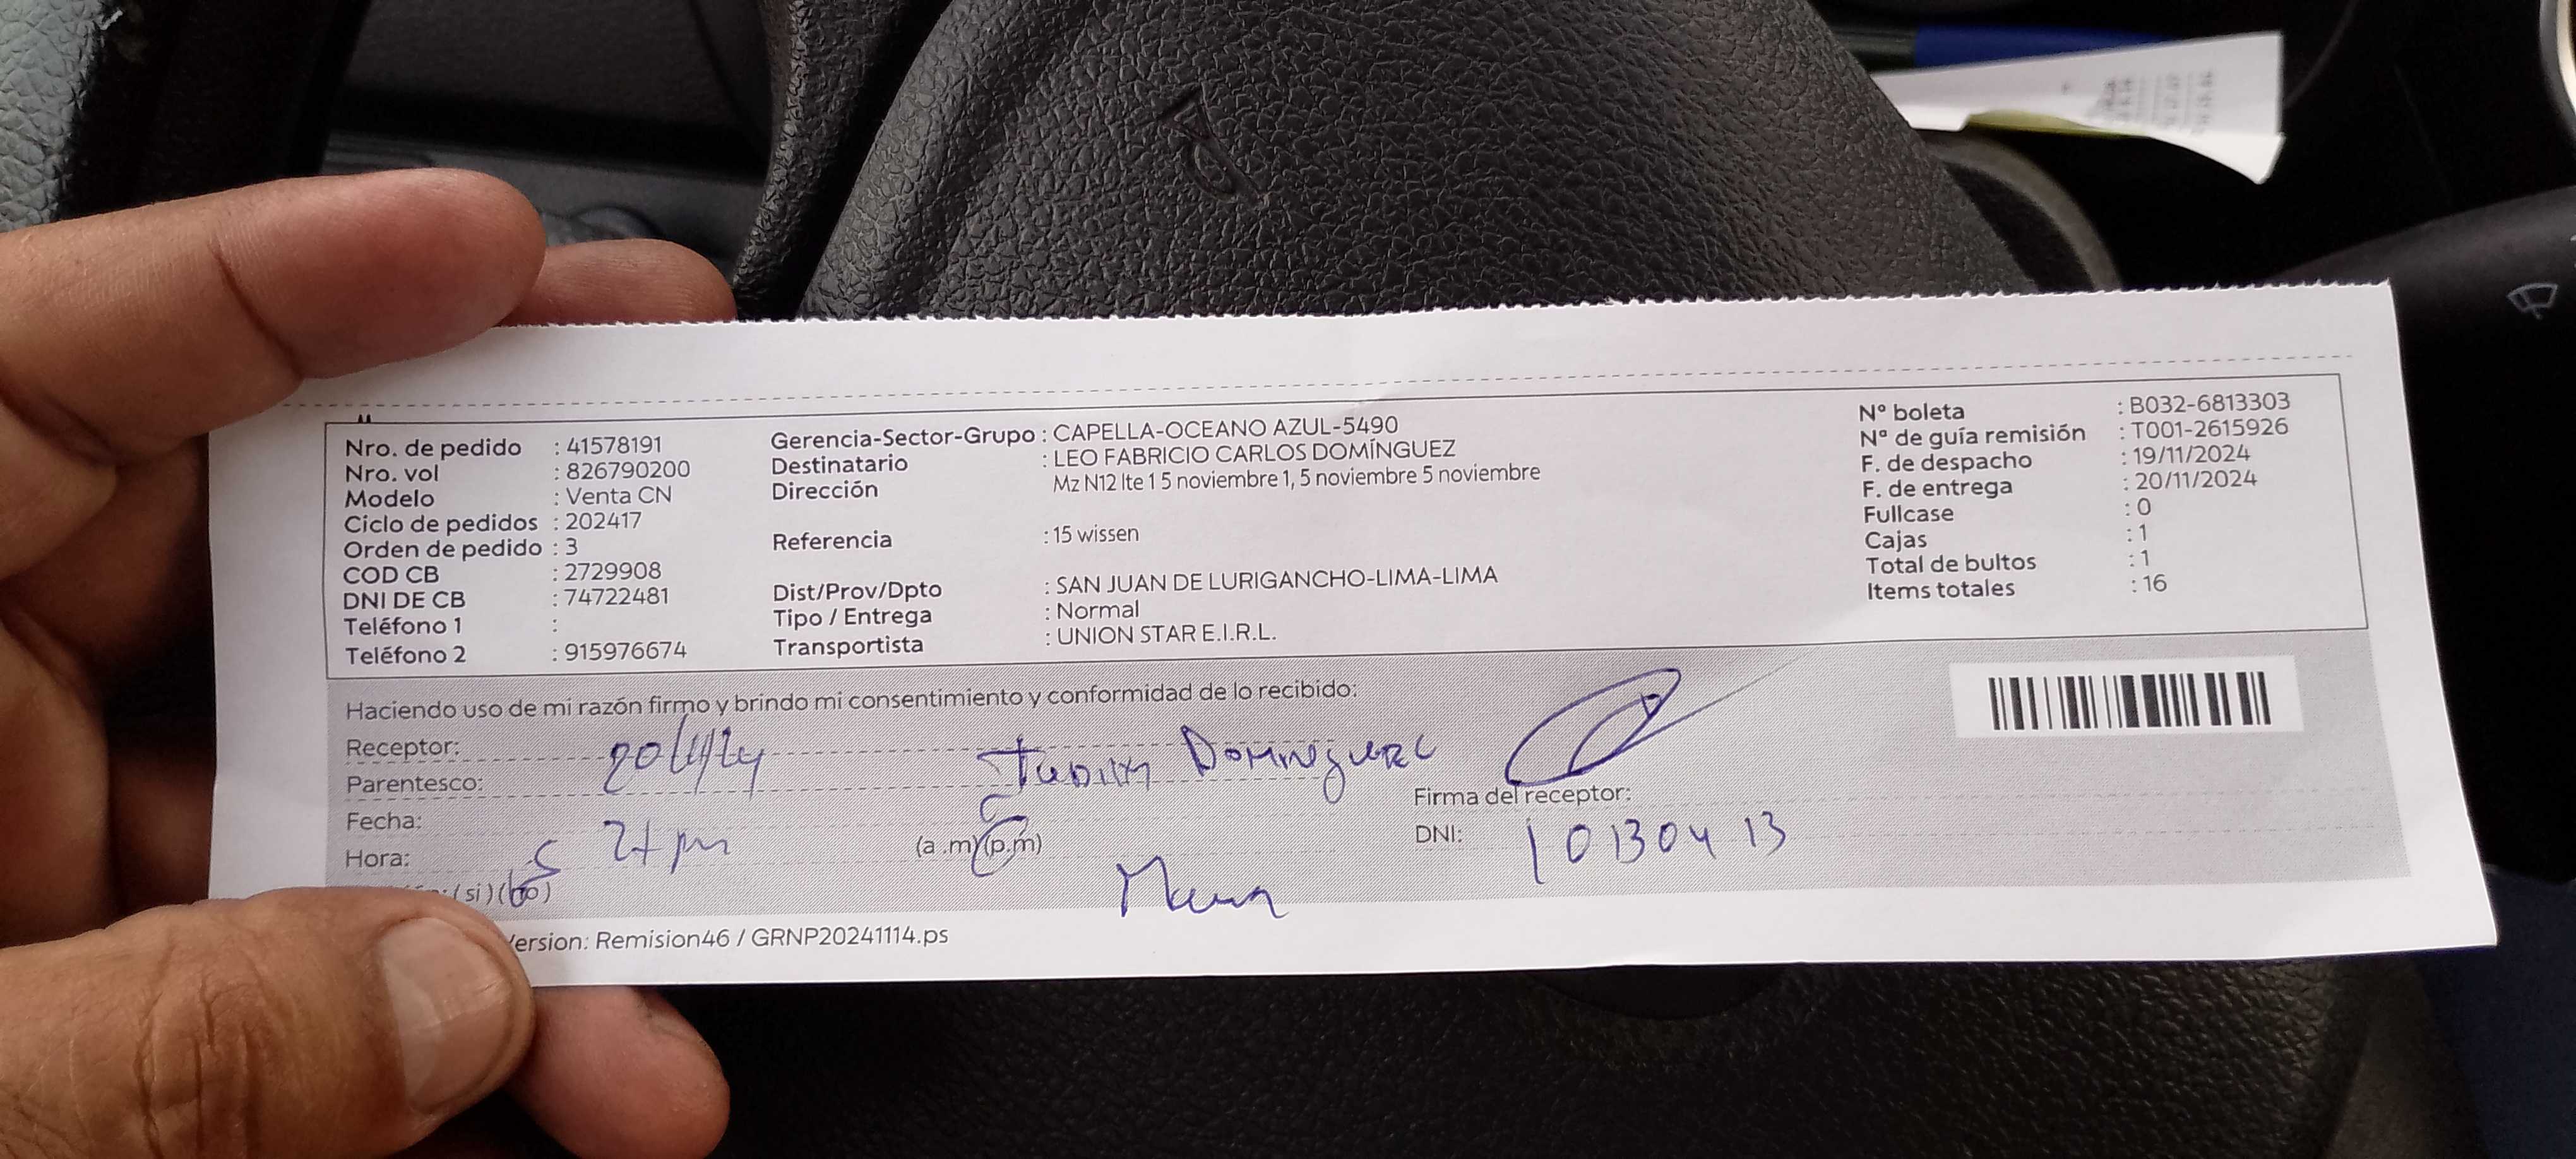 Nro. de pedido : 41578191
Nro. vol : 826790200
Modelo : Venta CN
Ciclo de pedidos : 202417
Orden de pedido : 3
COD CB : 2729908
DNI DE CB : 74722481
Teléfono 1 :
Teléfono 2 : 915976674
Gerencia-Sector-Grupo : CAPELLA-OCEANO AZUL-5490
Destinatario : LEO FABRICIO CARLOS DOMÍNGUEZ
Dirección Mz N12 lte 1 5 noviembre 1, 5 noviembre 5 noviembre
Referencia : 15 wissen
Dist/Prov/Dpto : SAN JUAN DE LURIGANCHO-LIMA-LIMA
Tipo / Entrega : Normal
Transportista : UNION STAR E.I.R.L.
Nº boleta : B032-6813303
Nº de guía remisión : T001-2615926
F. de despacho : 19/11/2024
F. de entrega : 20/11/2024
Fullcase : 0
Cajas : 1
Total de bultos : 1
Items totales : 16
Haciendo uso de mi razón firmo y brindo mi consentimiento y conformidad de lo recibido:
Receptor: 20/11/24
Parentesco:
Firma del receptor:
Fecha:
Hora: (a .m)(p.m)
DNI: 10130413
: (si)(no)
Version: Remision46 / GRNP20241114.ps